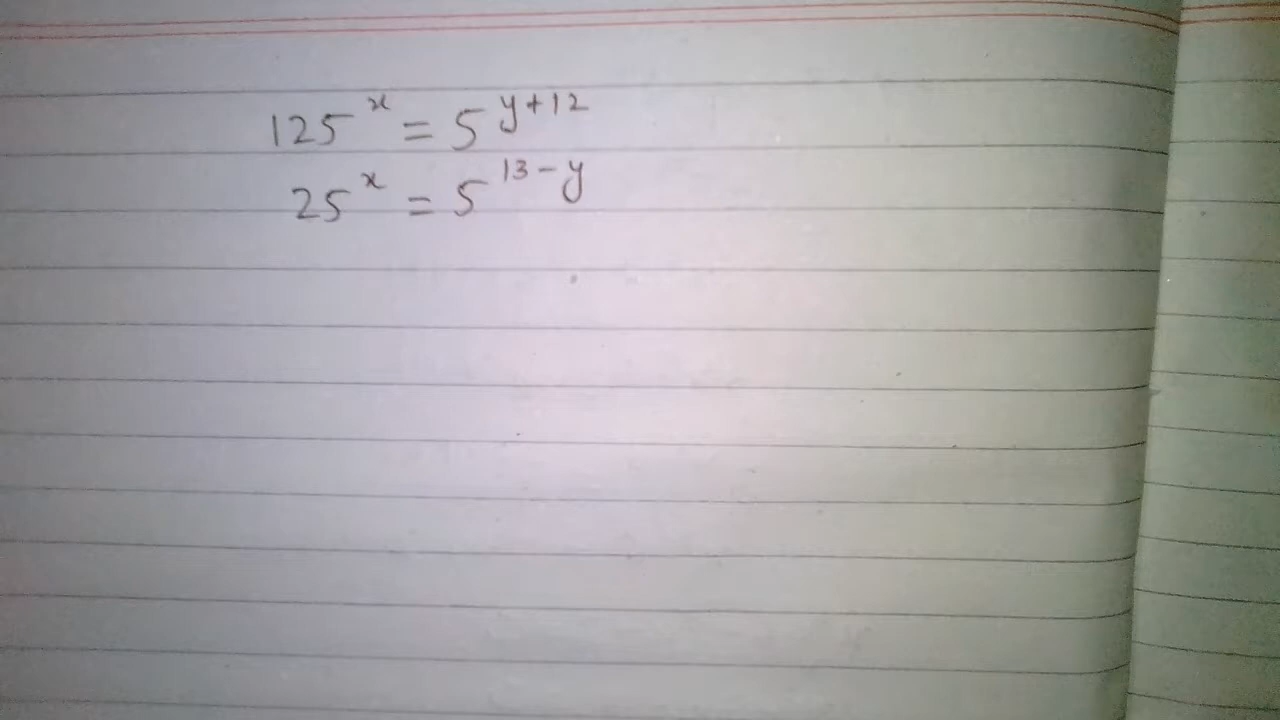 125^x = 5^{y+12}
25^x = 5^{13-y}